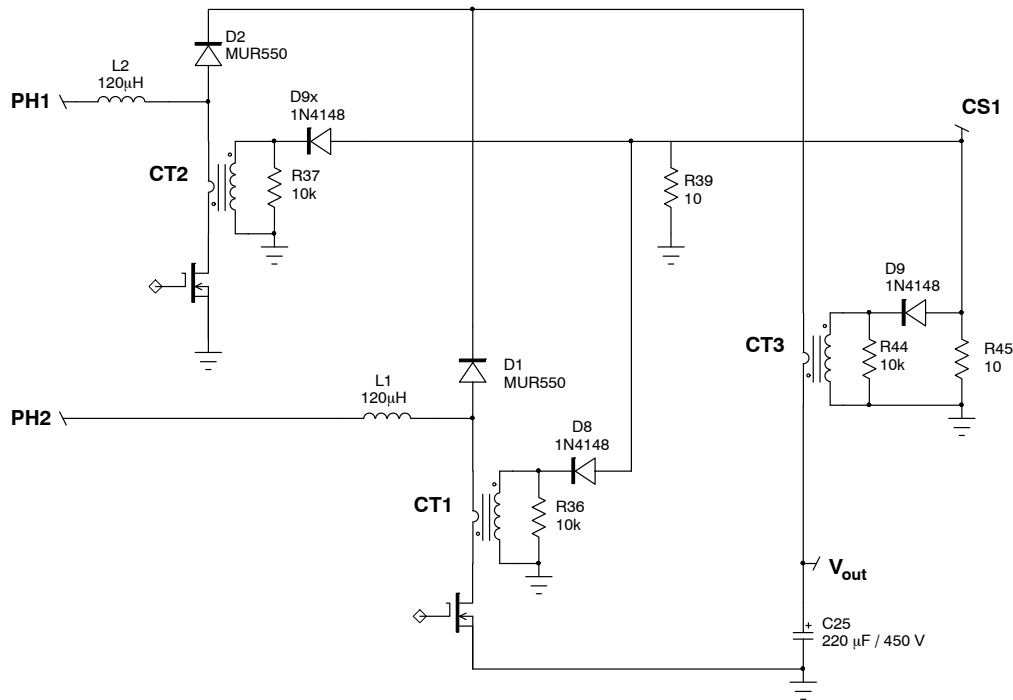 D2
MUR550
L2
120μH
PH1
D9x
1N4148
CS1
CT2
R37
10k
R39
10
D9
1N4148
CT3
R44
10k
R45
10
D1
MUR550
L1
120μH
PH2
D8
1N4148
CT1
R36
10k
Vout
C25
220 μF / 450 V
+